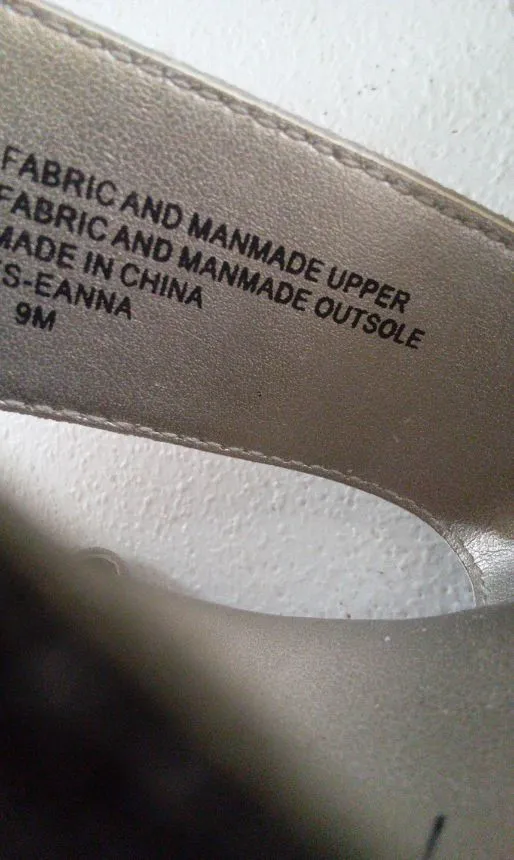 FABRIC AND MANMADE UPPER
FABRIC AND MANMADE OUTSOLE
MADE IN CHINA
S-EANNA
9M